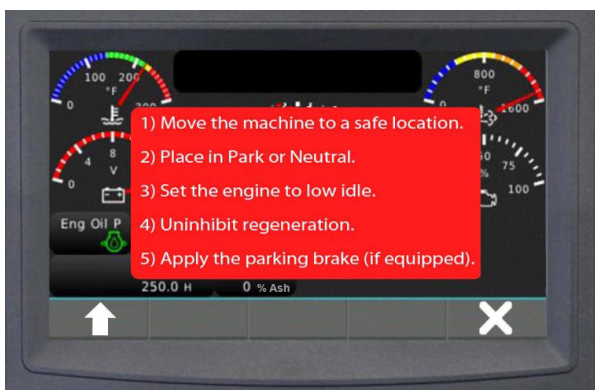 100 200
°F
0
300
800
°F
0
1600
1) Move the machine to a safe location.
2) Place in Park or Neutral.
3) Set the engine to low idle.
4) Uninhibit regeneration.
5) Apply the parking brake (if equipped).
4
8
V
0
75
%
100
Eng Oil P
250.0 H
0 % Ash